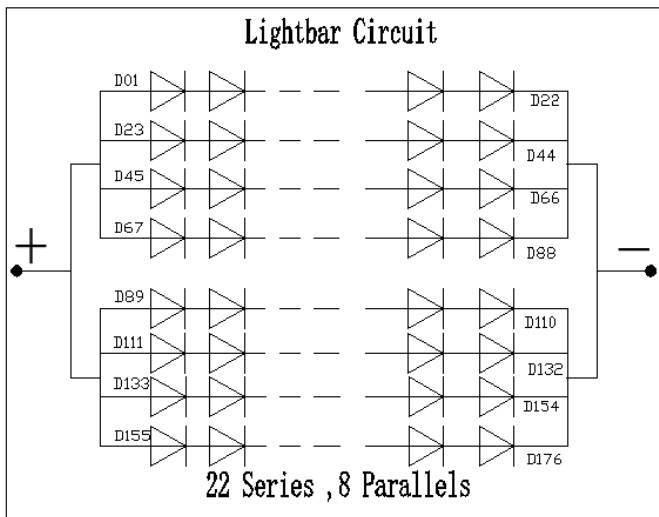 Lightbar Circuit
D01
D22
D23
D44
D45
D66
D67
+
−
D88
D89
D110
D111
D132
D133
D154
D155
D176
22 Series ,8 Parallels